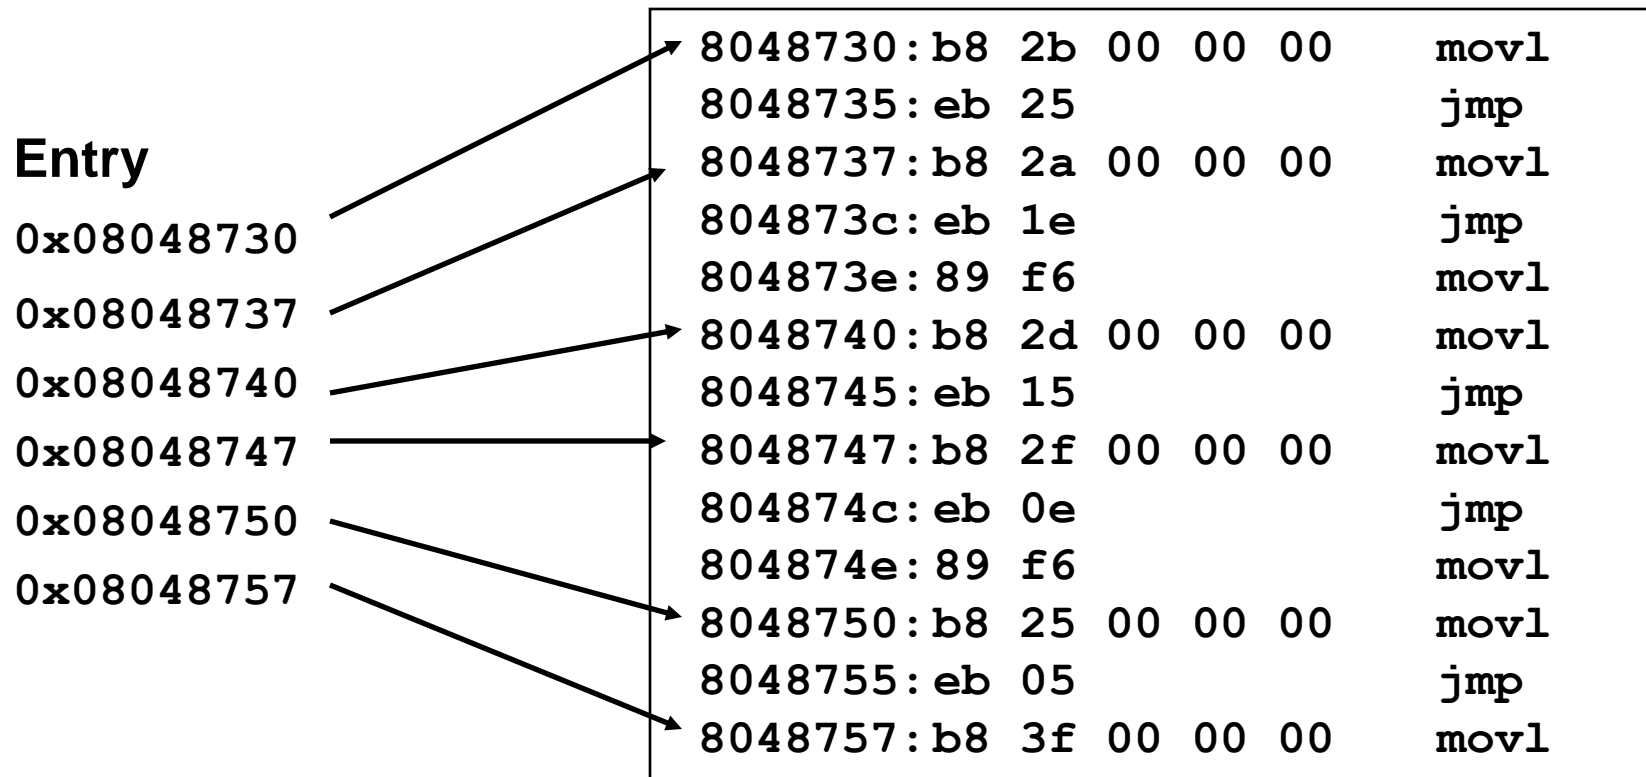 Entry
0x08048730
0x08048737
0x08048740
0x08048747
0x08048750
0x08048757
8048730:b8 2b 00 00 00 movl
8048735:eb 25 jmp
8048737:b8 2a 00 00 00 movl
804873c:eb 1e jmp
804873e:89 f6 movl
8048740:b8 2d 00 00 00 movl
8048745:eb 15 jmp
8048747:b8 2f 00 00 00 movl
804874c:eb 0e jmp
804874e:89 f6 movl
8048750:b8 25 00 00 00 movl
8048755:eb 05 jmp
8048757:b8 3f 00 00 00 movl